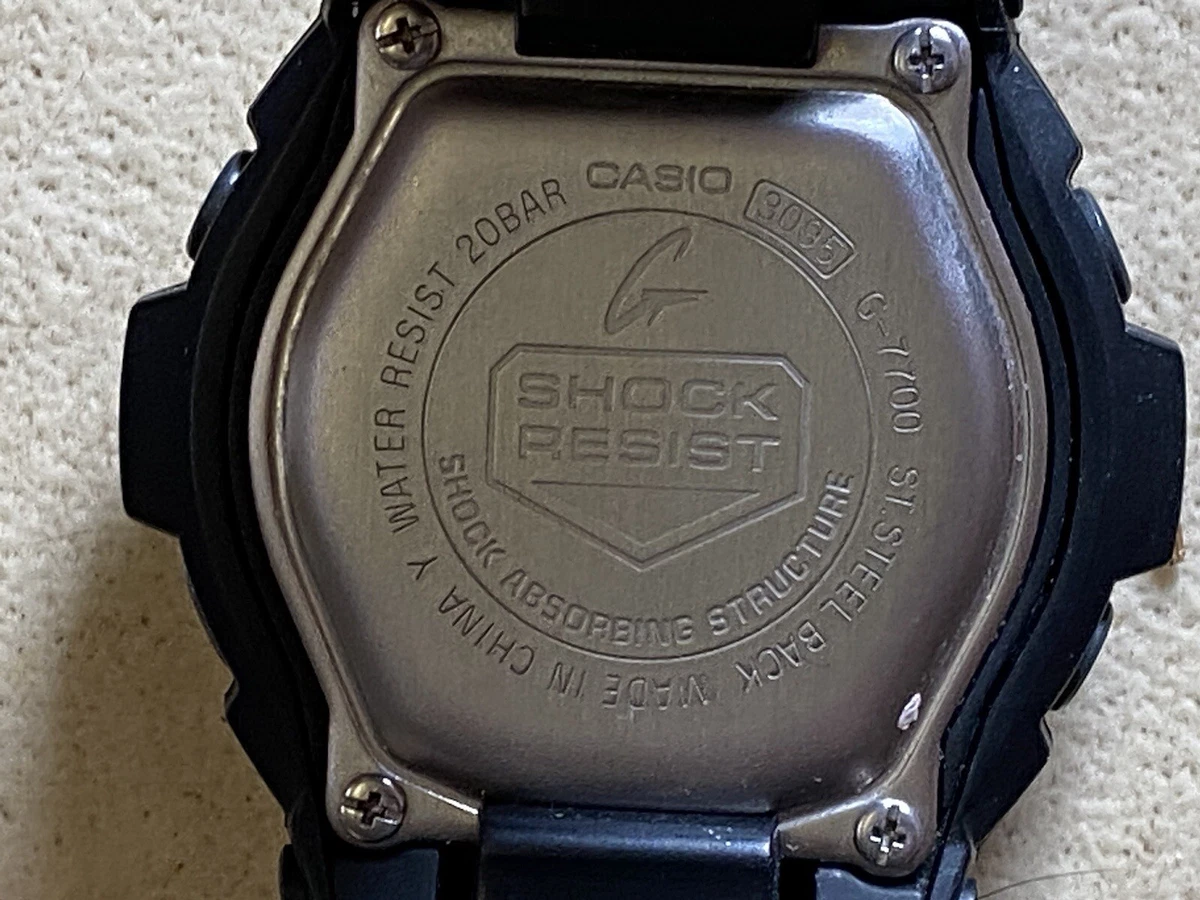 CASIO
3095
G-7700 ST.STEEL BACK MADE IN CHINA Y WATER RESIST 20BAR
G
SHOCK
RESIST
SHOCK ABSORBING STRUCTURE